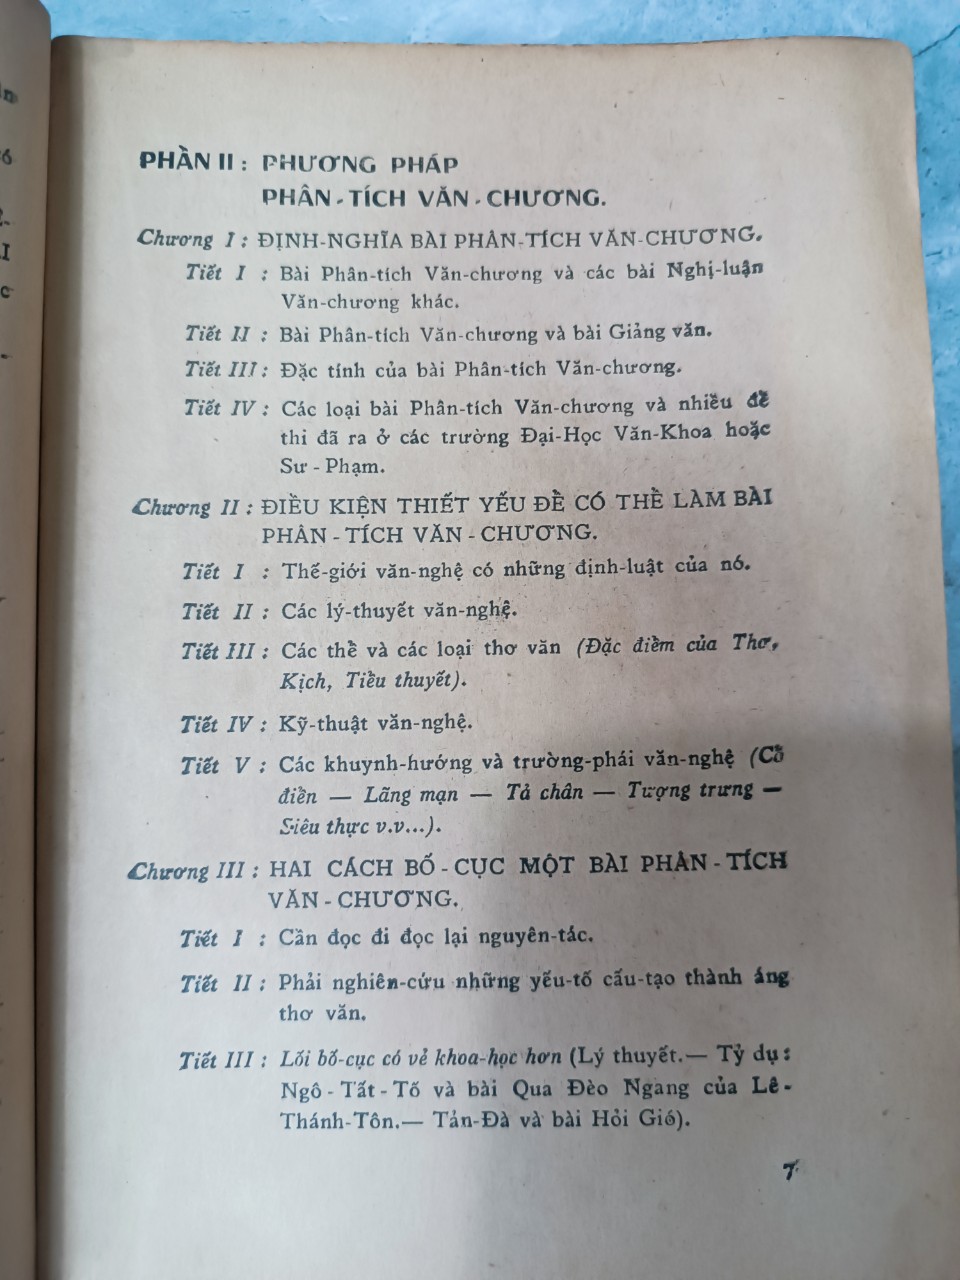 PHẦN II : PHƯƠNG PHÁP
PHÂN - TÍCH VĂN - CHƯƠNG.
Chương I : ĐỊNH-NGHĨA BÀI PHÂN-TÍCH VĂN-CHƯƠNG.
Tiết I : Bài Phân-tích Văn-chương và các bài Nghị-luận
Văn-chương khác.
Tiết II : Bài Phân-tích Văn-chương và bài Giảng văn.
Tiết III : Đặc tính của bài Phân-tích Văn-chương.
Tiết IV : Các loại bài Phân-tích Văn-chương và nhiều đề
thi đã ra ở các trường Đại-Học Văn-Khoa hoặc
Sư - Phạm.
Chương II : ĐIỀU KIỆN THIẾT YẾU ĐỂ CÓ THỂ LÀM BÀI
PHÂN - TÍCH VĂN - CHƯƠNG.
Tiết I : Thế-giới văn-nghệ có những định-luật của nó.
Tiết II : Các lý-thuyết văn-nghệ.
Tiết III : Các thể và các loại thơ văn (Đặc điểm của Thơ,
Kịch, Tiểu thuyết).
Tiết IV : Kỹ-thuật văn-nghệ.
Tiết V : Các khuynh-hướng và trường-phái văn-nghệ (Cổ
điển — Lãng mạn — Tả chân — Tượng trưng —
Siêu thực v.v...).
Chương III : HAI CÁCH BỐ - CỤC MỘT BÀI PHÂN - TÍCH
VĂN - CHƯƠNG.
Tiết I : Cần đọc đi đọc lại nguyên-tác.
Tiết II : Phải nghiên-cứu những yếu-tố cấu-tạo thành áng
thơ văn.
Tiết III : Lối bố-cục có vẻ khoa-học hơn (Lý thuyết.— Tỷ dụ :
Ngô - Tất - Tố và bài Qua Đèo Ngang của Lê -
Thánh-Tôn.— Tản-Đà và bài Hỏi Gió).
7